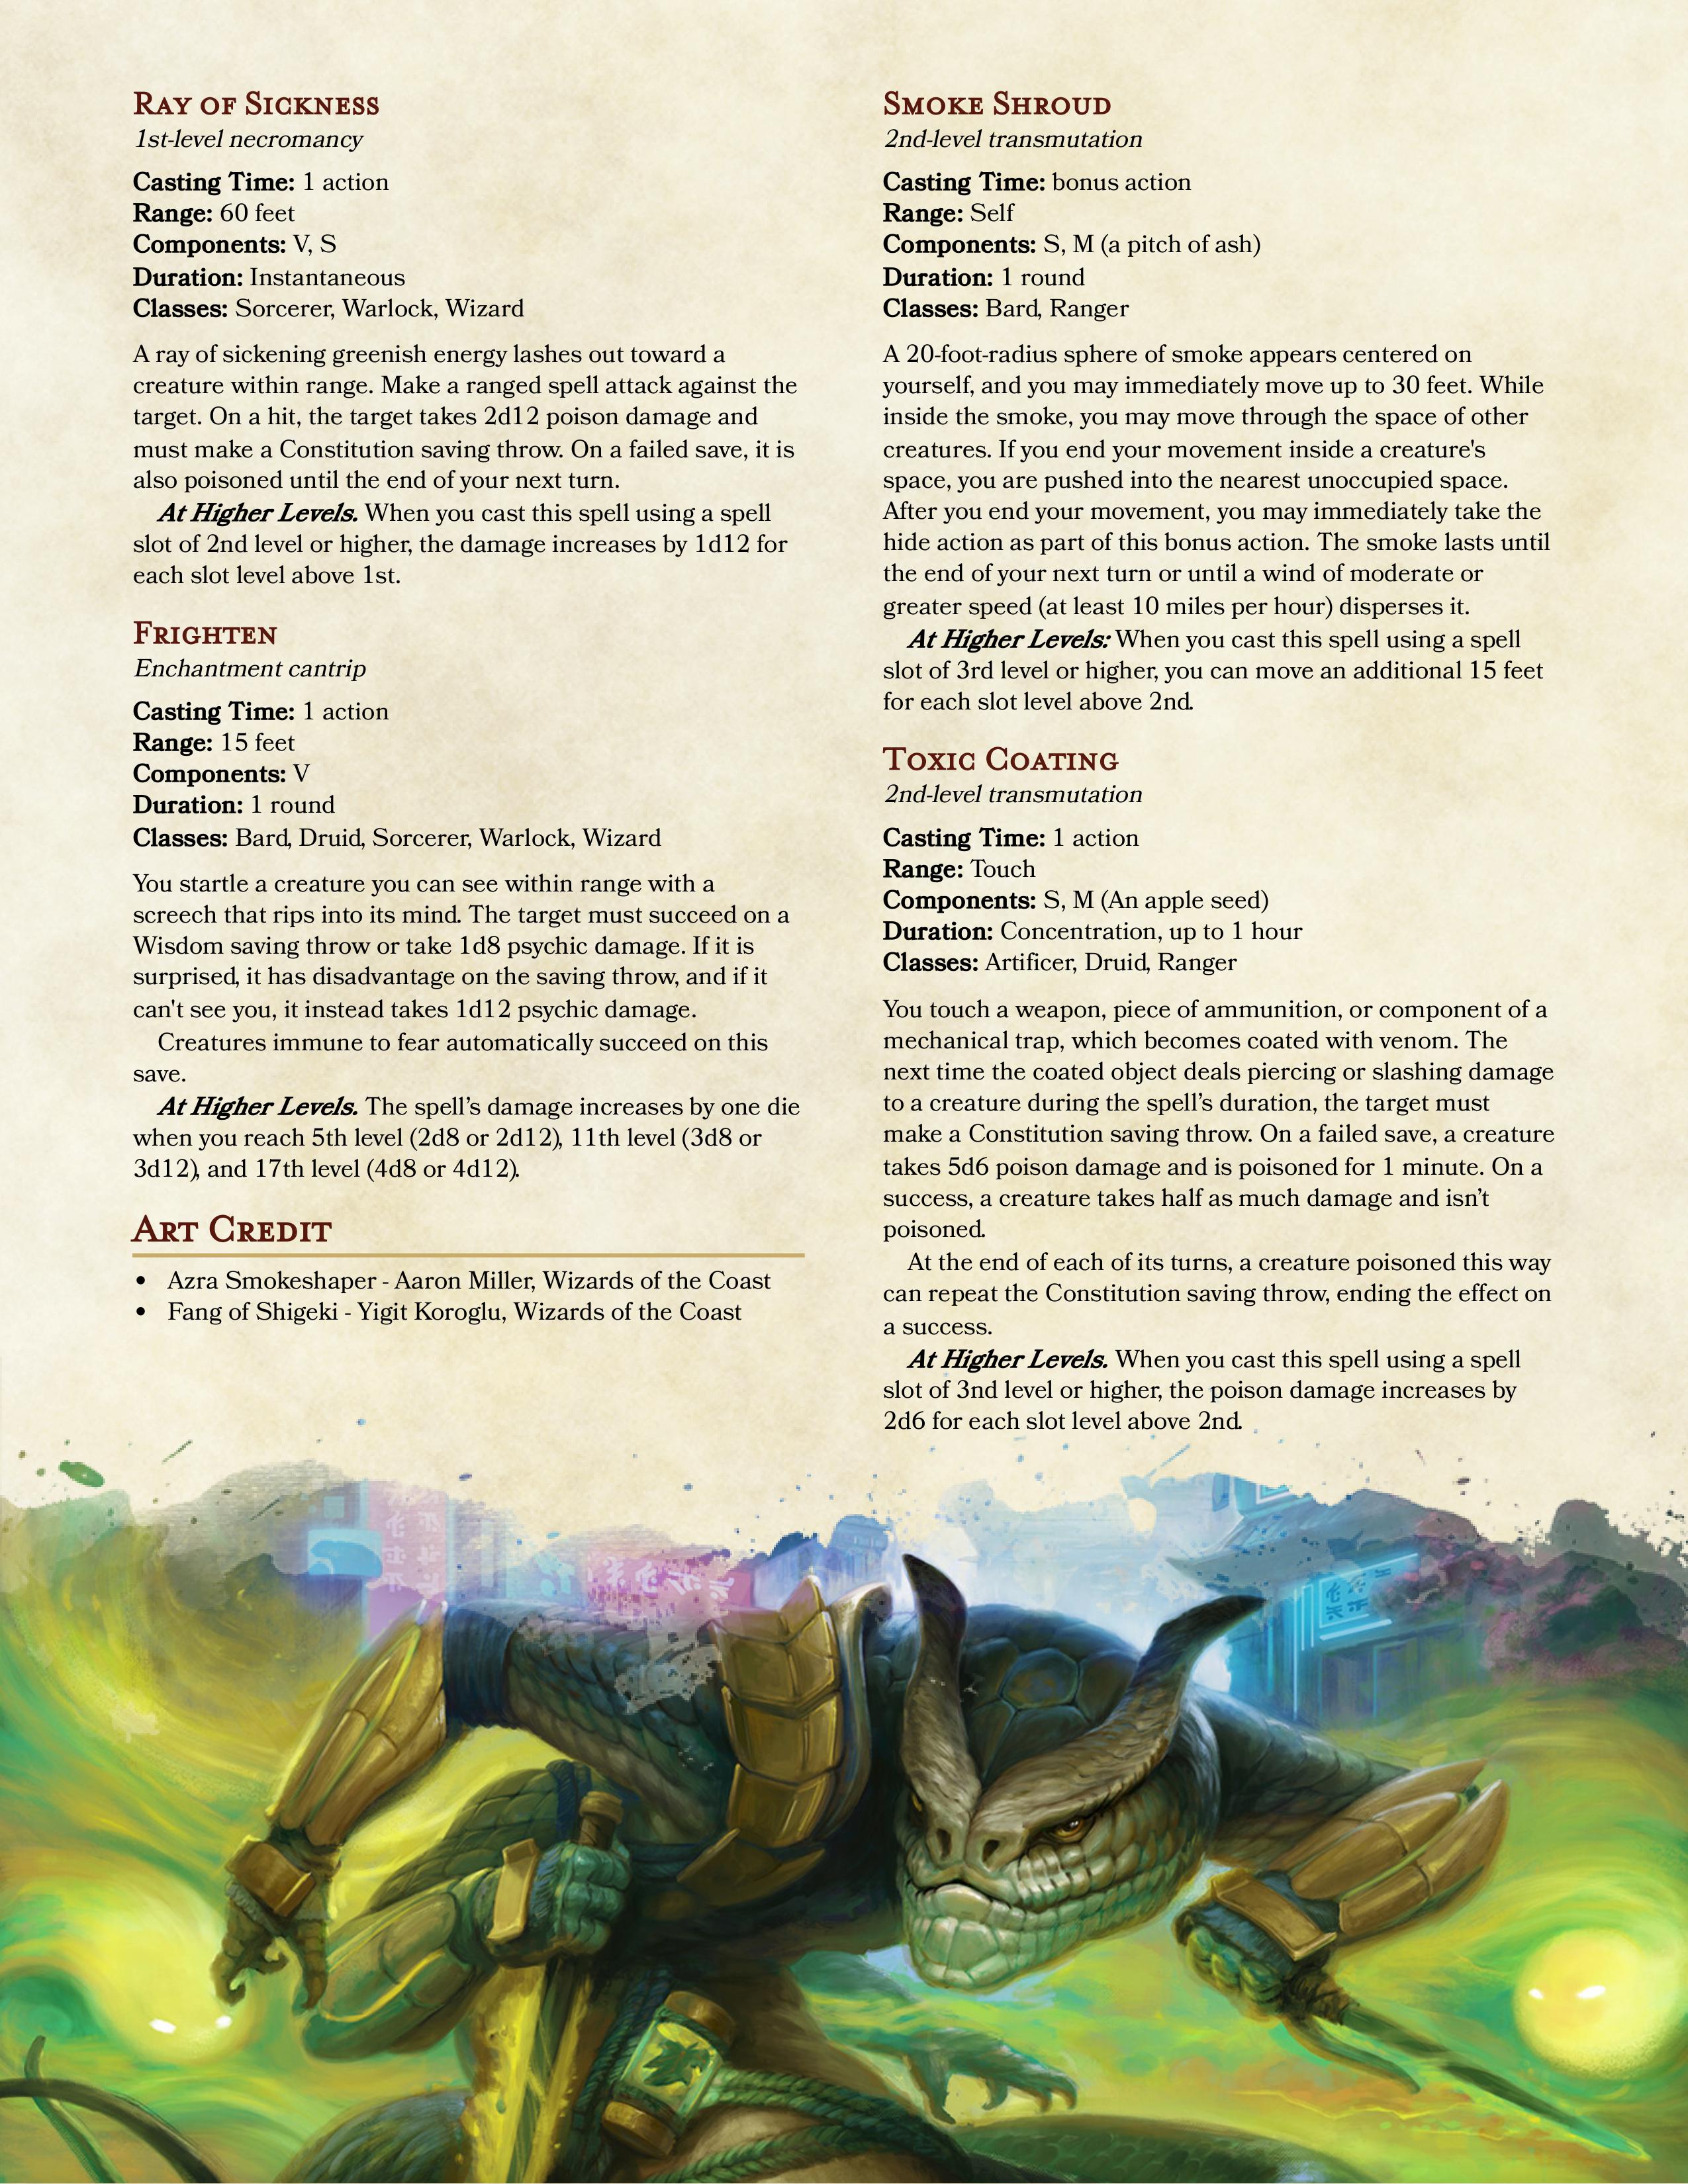 Ray of Sickness
1st-level necromancy
Casting Time: 1 action
Range: 60 feet
Components: V, S
Duration: Instantaneous
Classes: Sorcerer, Warlock, Wizard
A ray of sickening greenish energy lashes out toward a
creature within range. Make a ranged spell attack against the
target. On a hit, the target takes 2d12 poison damage and
must make a Constitution saving throw. On a failed save, it is
also poisoned until the end of your next turn.
At Higher Levels. When you cast this spell using a spell
slot of 2nd level or higher, the damage increases by 1d12 for
each slot level above 1st.
Frighten
Enchantment cantrip
Casting Time: 1 action
Range: 15 feet
Components: V
Duration: 1 round
Classes: Bard, Druid, Sorcerer, Warlock, Wizard
You startle a creature you can see within range with a
screech that rips into its mind. The target must succeed on a
Wisdom saving throw or take 1d8 psychic damage. If it is
surprised, it has disadvantage on the saving throw, and if it
can't see you, it instead takes 1d12 psychic damage.
Creatures immune to fear automatically succeed on this
save.
At Higher Levels. The spell’s damage increases by one die
when you reach 5th level (2d8 or 2d12), 11th level (3d8 or
3d12), and 17th level (4d8 or 4d12).
Art Credit
• Azra Smokeshaper - Aaron Miller, Wizards of the Coast
• Fang of Shigeki - Yigit Koroglu, Wizards of the Coast
Smoke Shroud
2nd-level transmutation
Casting Time: bonus action
Range: Self
Components: S, M (a pitch of ash)
Duration: 1 round
Classes: Bard, Ranger
A 20-foot-radius sphere of smoke appears centered on
yourself, and you may immediately move up to 30 feet. While
inside the smoke, you may move through the space of other
creatures. If you end your movement inside a creature's
space, you are pushed into the nearest unoccupied space.
After you end your movement, you may immediately take the
hide action as part of this bonus action. The smoke lasts until
the end of your next turn or until a wind of moderate or
greater speed (at least 10 miles per hour) disperses it.
At Higher Levels: When you cast this spell using a spell
slot of 3rd level or higher, you can move an additional 15 feet
for each slot level above 2nd.
Toxic Coating
2nd-level transmutation
Casting Time: 1 action
Range: Touch
Components: S, M (An apple seed)
Duration: Concentration, up to 1 hour
Classes: Artificer, Druid, Ranger
You touch a weapon, piece of ammunition, or component of a
mechanical trap, which becomes coated with venom. The
next time the coated object deals piercing or slashing damage
to a creature during the spell’s duration, the target must
make a Constitution saving throw. On a failed save, a creature
takes 5d6 poison damage and is poisoned for 1 minute. On a
success, a creature takes half as much damage and isn’t
poisoned.
At the end of each of its turns, a creature poisoned this way
can repeat the Constitution saving throw, ending the effect on
a success.
At Higher Levels. When you cast this spell using a spell
slot of 3nd level or higher, the poison damage increases by
2d6 for each slot level above 2nd.